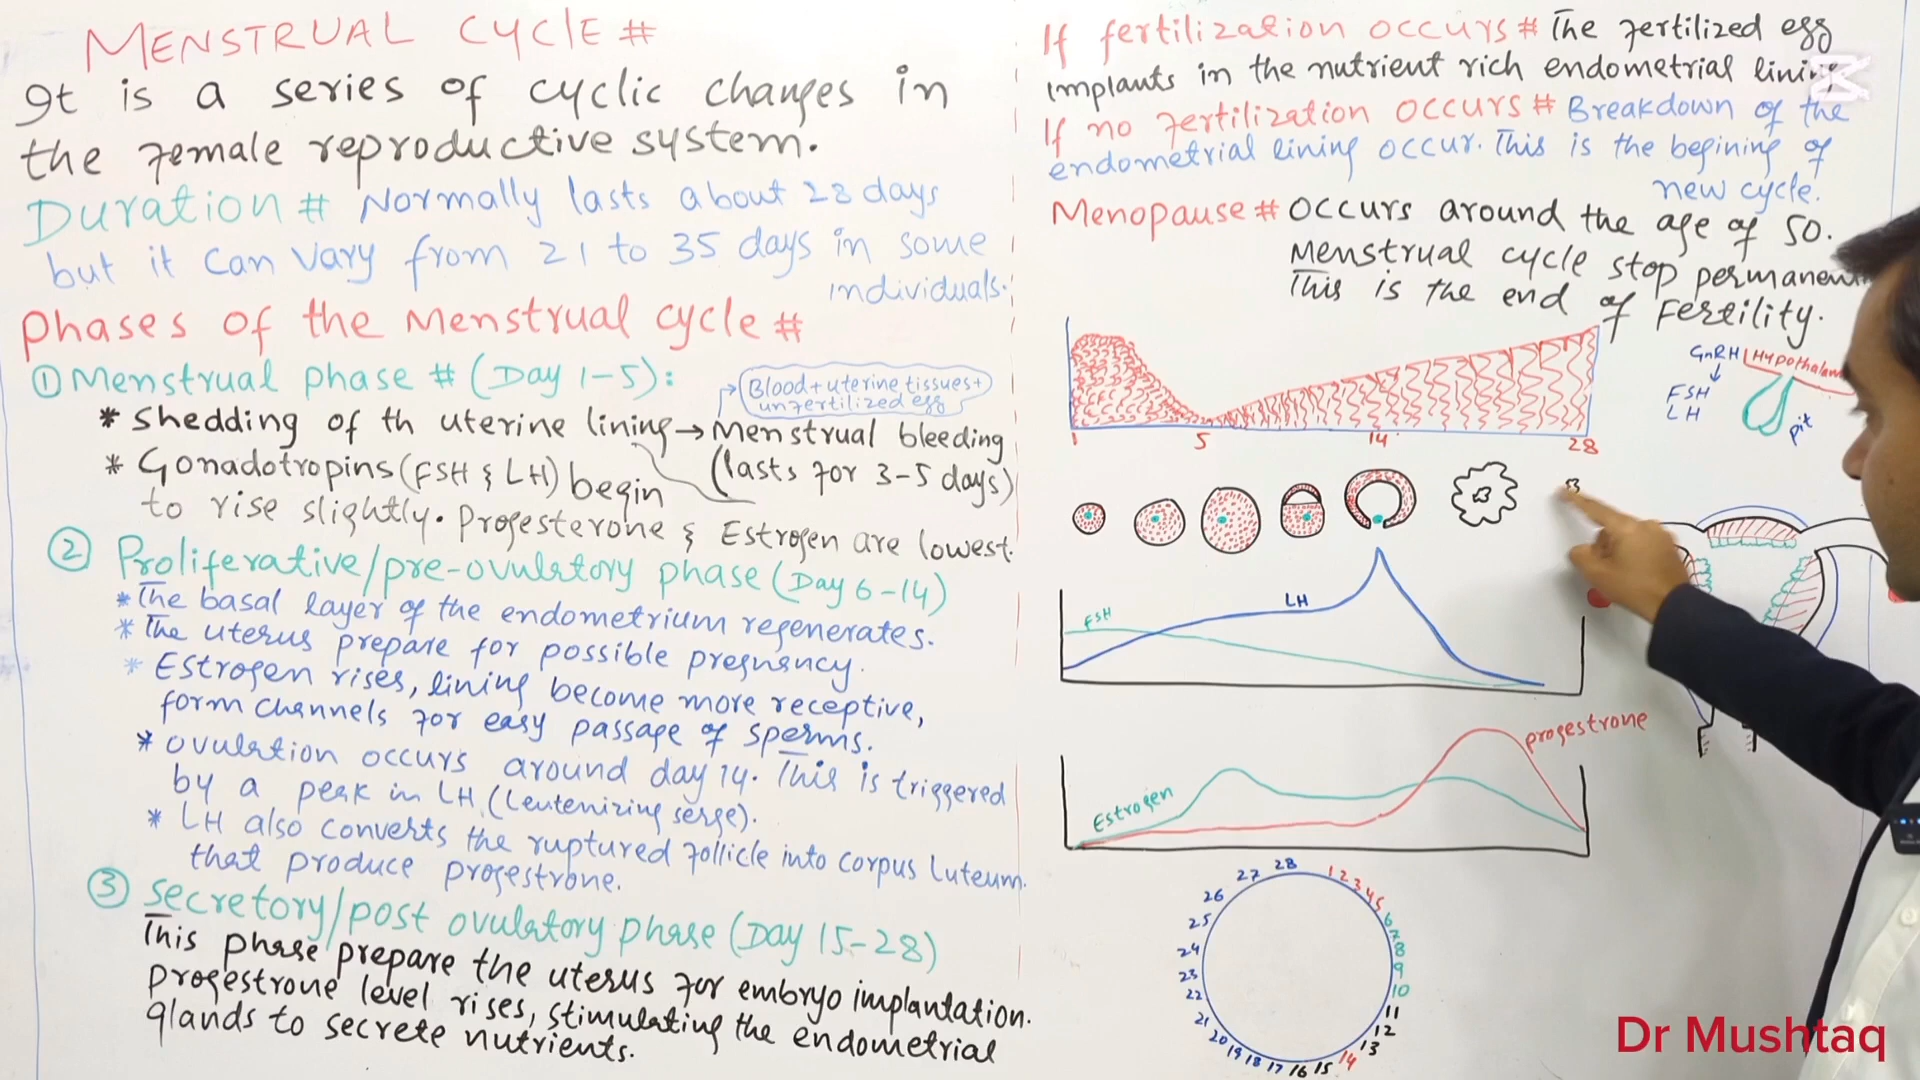 MENSTRUAL CYCLE #
It is a series of cyclic changes in
the female reproductive system.
Duration # Normally lasts about 28 days
but it can vary from 21 to 35 days in some
individuals.
Phases of the Menstrual cycle #
① Menstrual phase # (Day 1-5):
Blood + uterine tissues +
unfertilized egg
* Shedding of th uterine lining → Menstrual bleeding
(lasts for 3-5 days)
* Gonadotropins (FSH & LH) begin
to rise slightly. Progesterone & Estrogen are lowest.
② Proliferative/pre-ovulatory phase (Day 6-14)
* The basal layer of the endometrium regenerates.
* The uterus prepare for possible pregnancy.
* Estrogen rises, lining become more receptive,
form channels for easy passage of sperms.
* Ovulation occurs around day 14. This is triggered
by a peak in LH (Leutenizing serge).
* LH also converts the ruptured follicle into corpus luteum
that produce progestrone.
③ Secretory/post ovulatory phase (Day 15-28)
This phase prepare the uterus for embryo implantation.
Progestrone level rises, stimulating the endometrial
glands to secrete nutrients.
If fertilization occurs # The fertilized egg
implants in the nutrient rich endometrial lining
If no fertilization occurs # Breakdown of the
endometrial lining occur. This is the begining of
new cycle.
Menopause # Occurs around the age of 50.
Menstrual cycle stop permanent
This is the end of Fertility.
GnRH Hypothalam
FSH
LH
pit
1 5 14 28
FSH
LH
Estrogen
progestrone
1 2 3 4 5 6 7 8 9 10 11 12 13 14 15 16 17 18 19 20 21 22 23 24 25 26 27 28
Dr Mushtaq